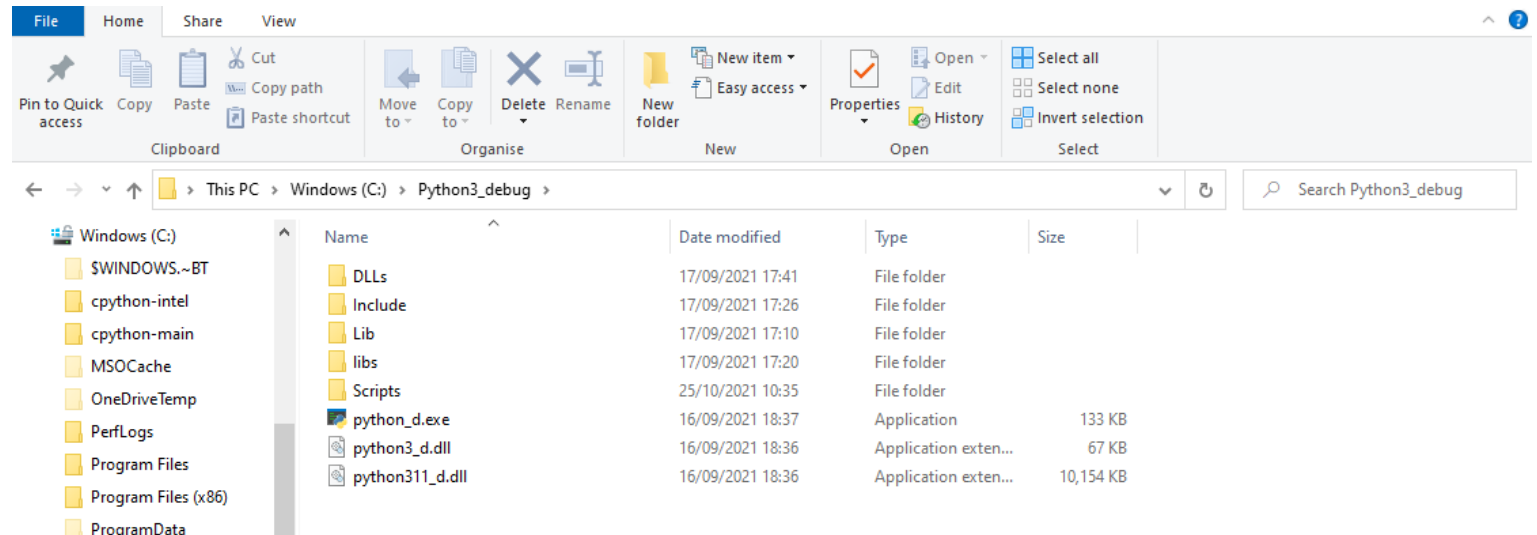 File Home Share View
Pin to Quick access Copy Paste Cut
Copy path
Paste shortcut
Clipboard
Move to Copy to Delete Rename
Organise
New folder New item
Easy access
New
Properties Open
Edit
History
Open
Select all
Select none
Invert selection
Select
This PC > Windows (C:) > Python3_debug > Search Python3_debug
Windows (C:)
$WINDOWS.~BT
cpython-intel
cpython-main
MSOCache
OneDriveTemp
PerfLogs
Program Files
Program Files (x86)
ProgramData
Name Date modified Type Size
DLLs 17/09/2021 17:41 File folder
Include 17/09/2021 17:26 File folder
Lib 17/09/2021 17:10 File folder
libs 17/09/2021 17:20 File folder
Scripts 25/10/2021 10:35 File folder
python_d.exe 16/09/2021 18:37 Application 133 KB
python3_d.dll 16/09/2021 18:36 Application exten... 67 KB
python311_d.dll 16/09/2021 18:36 Application exten... 10,154 KB